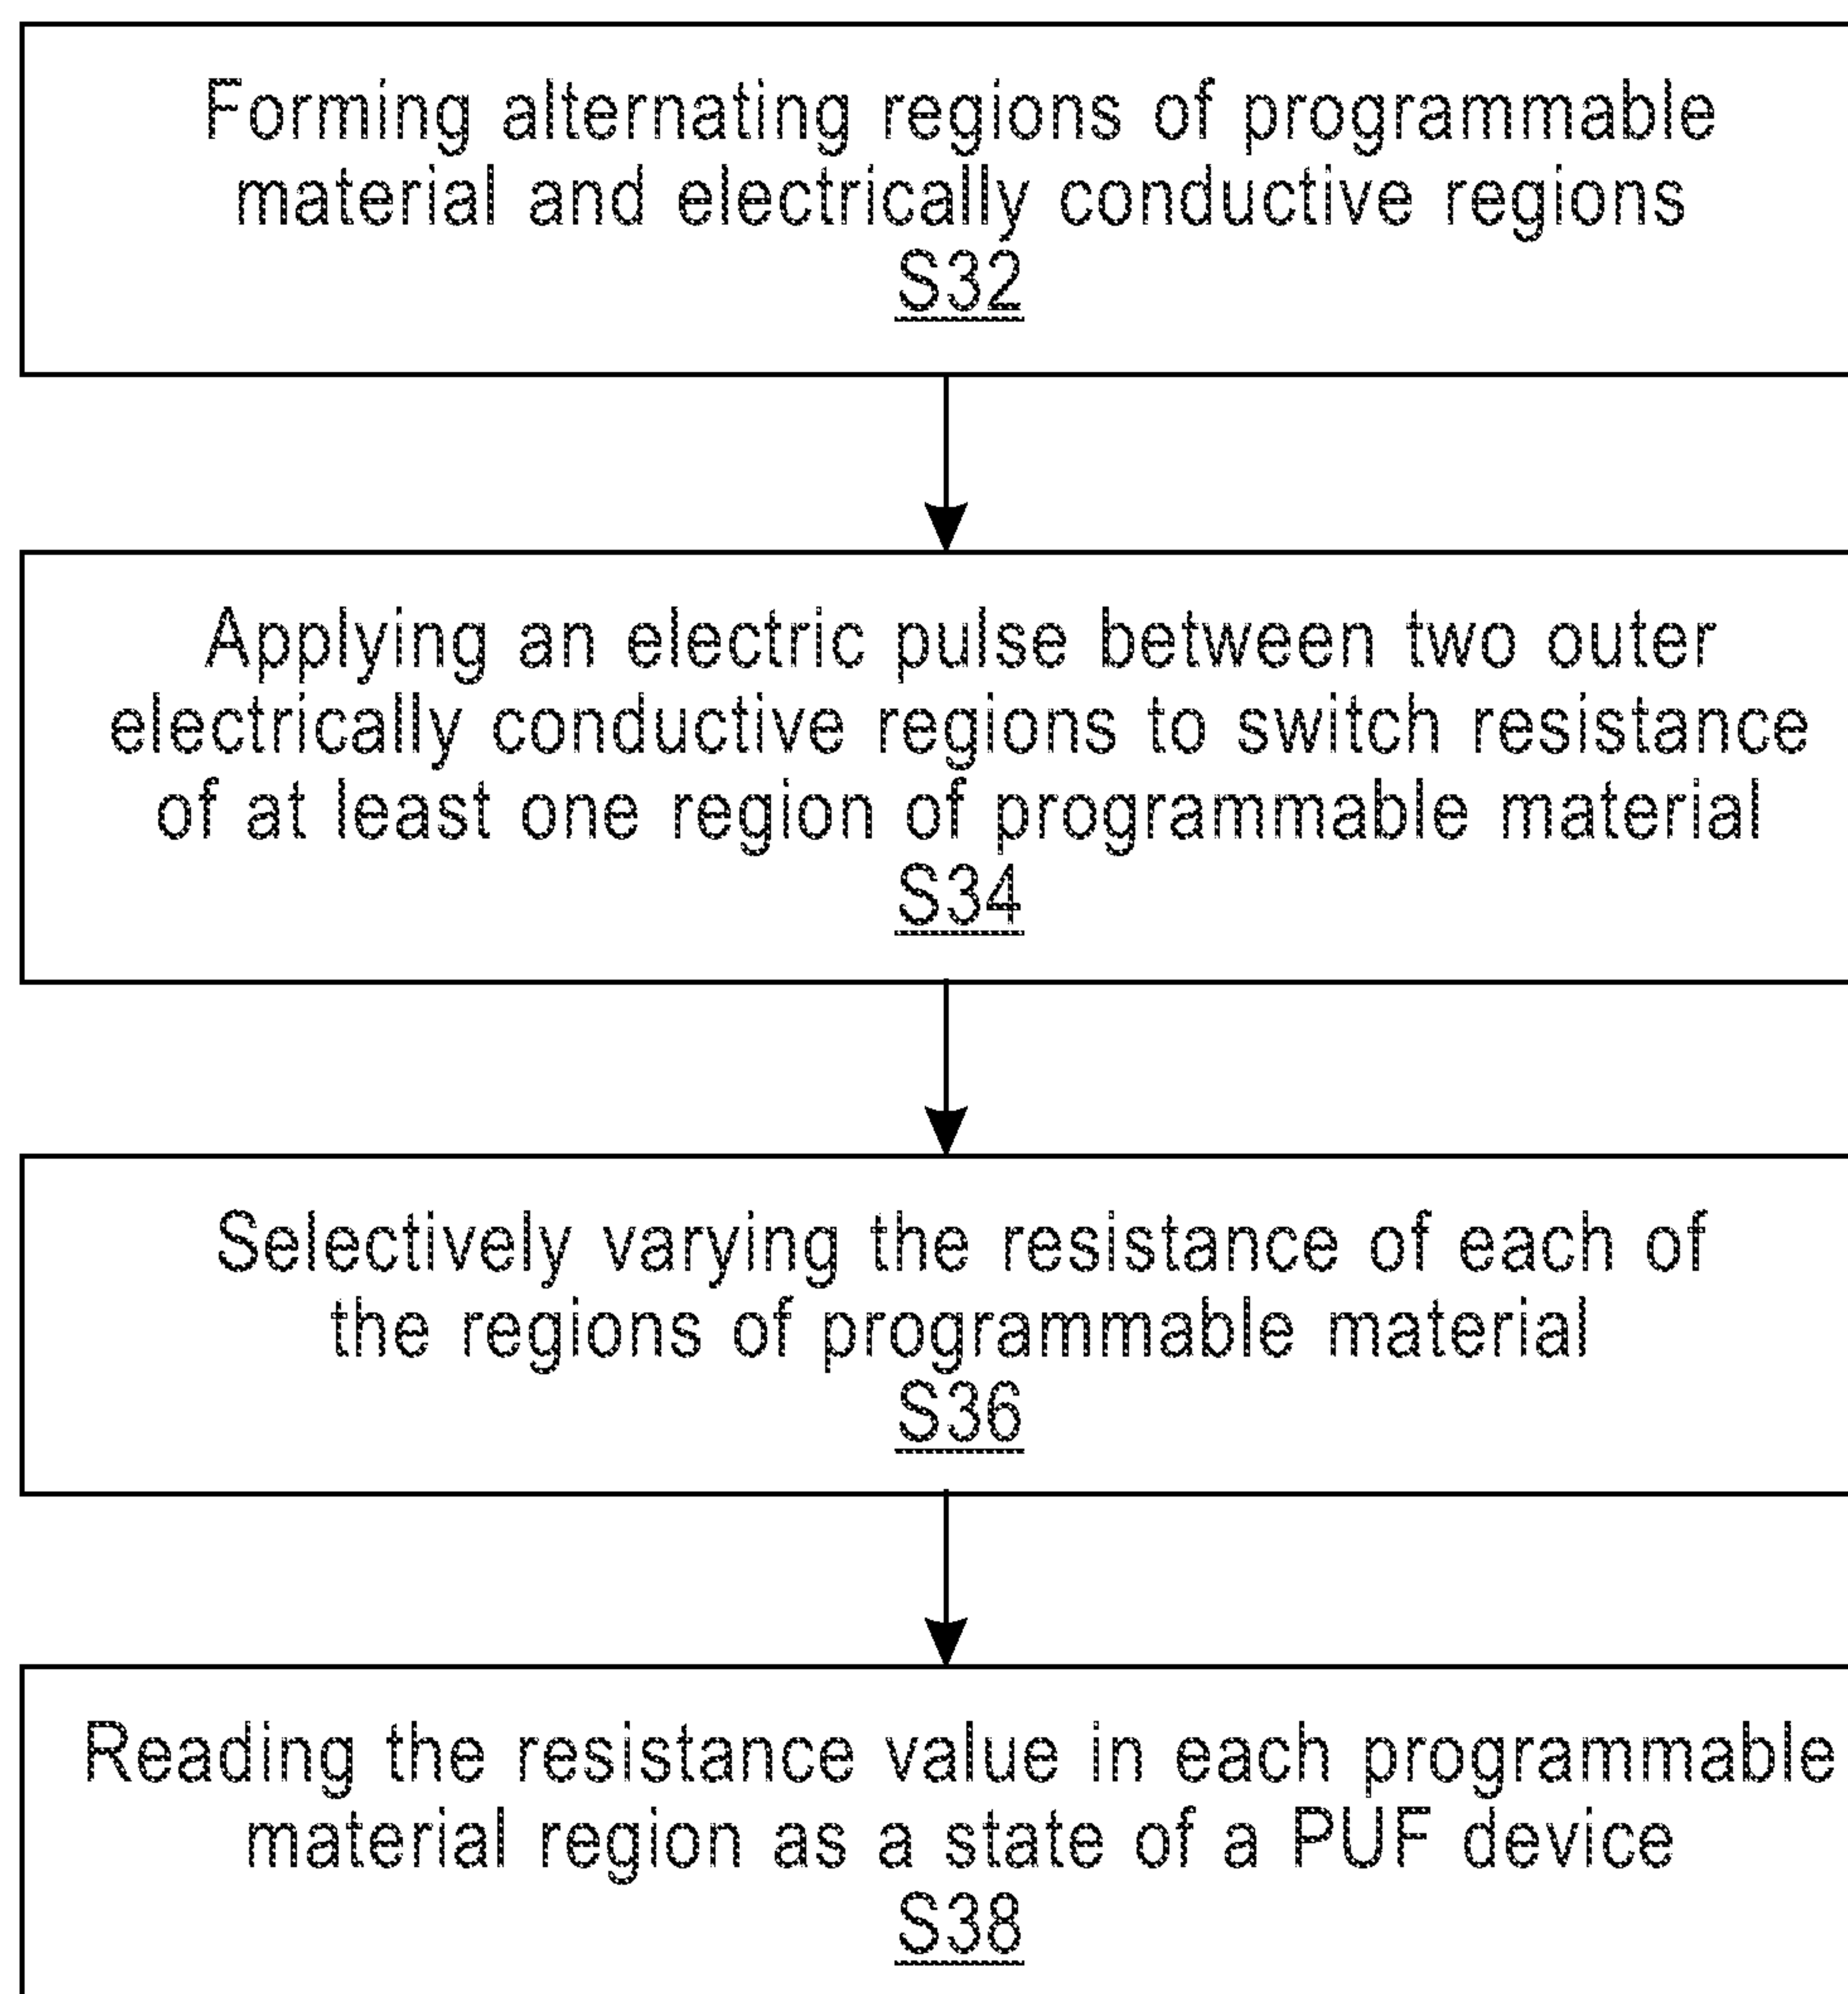 Forming alternating regions of programmable
material and electrically conductive regions
S32
Applying an electric pulse between two outer
electrically conductive regions to switch resistance
of at least one region of programmable material
S34
Selectively varying the resistance of each of
the regions of programmable material
S36
Reading the resistance value in each programmable
material region as a state of a PUF device
S38